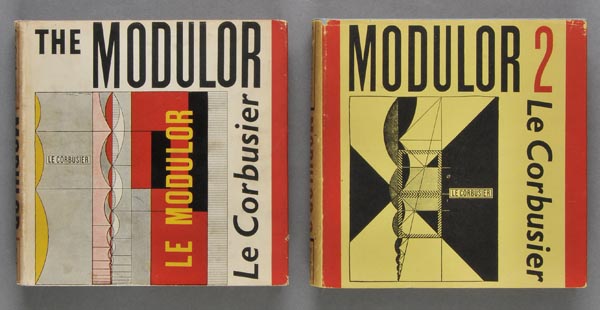 THE MODULOR
LE CORBUSIER
LE MODULOR
Le Corbusier
MODULOR 2
LE CORBUSIER
Le Corbusier